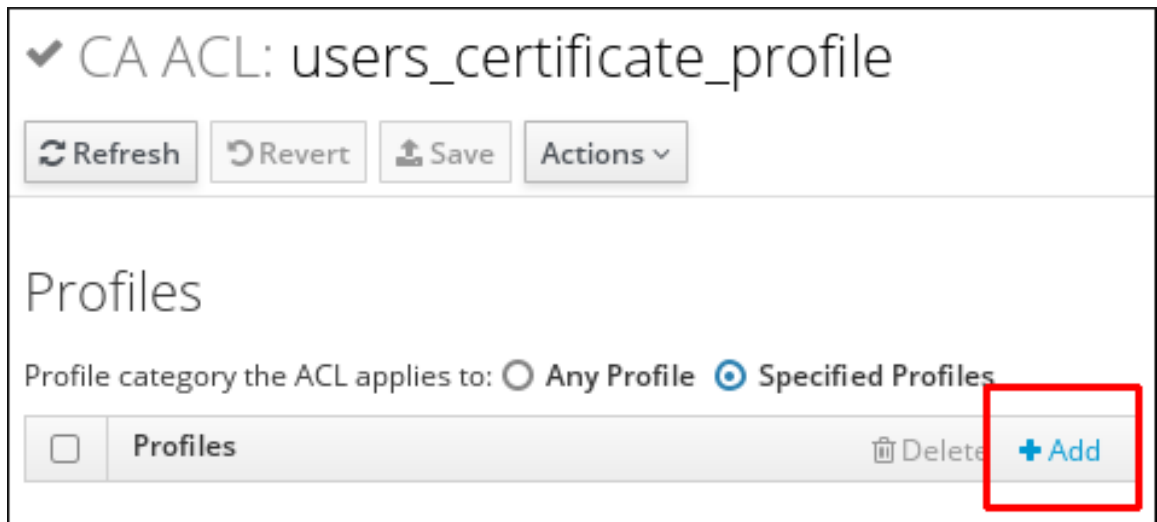 CA ACL: users_certificate_profile
Refresh Revert Save Actions
Profiles
Profile category the ACL applies to: Any Profile Specified Profiles
Profiles Delete Add